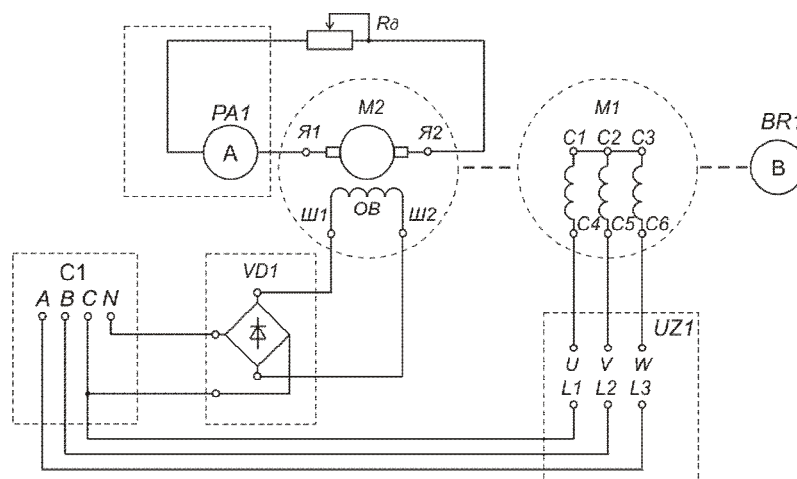 Rд
PA1
A
Я1
M2
Я2
M1
C1 C2 C3
BR1
B
Ш1
ОВ
Ш2
C4 C5 C6
C1
A B C N
VD1
UZ1
U V W
L1 L2 L3